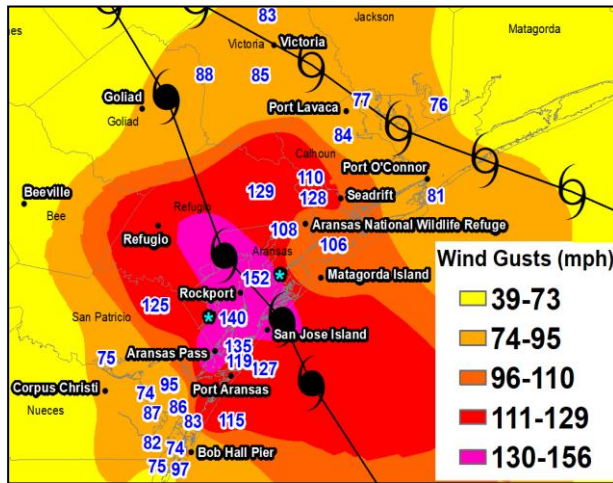 83
Jackson
Matagorda
nes
Victoria
Victoria
88
85
Goliad
Goliad
77
76
Port Lavaca
84
Calhoun
Port O'Connor
110
129
128
Seadrift
81
Beeville
Bee
Refugio
Refugio
108
Aransas National Wildlife Refuge
Aransas
106
152
Matagorda Island
Rockport
125
San Patricio
140
San Jose Island
135
Aransas Pass
119
127
75
Port Aransas
Corpus Christi
74
95
Nueces
87
86
83
115
82
74
Bob Hall Pier
75
97
Wind Gusts (mph)
39-73
74-95
96-110
111-129
130-156